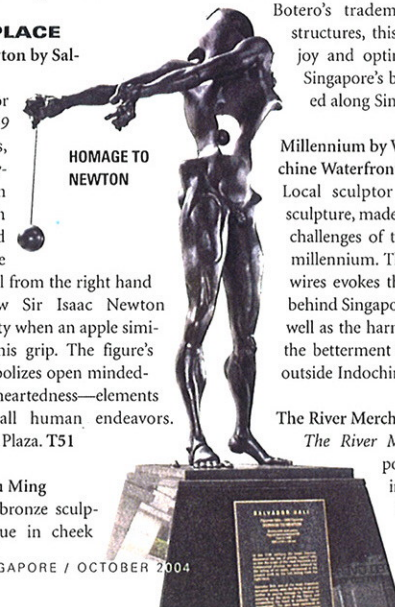 PLACE
ton by Sal-
or
9
HOMAGE TO
NEWTON
l from the right hand
w Sir Isaac Newton
ty when an apple simi-
his grip. The figure's
bolizes open minded-
heartedness—elements
all human endeavors.
Plaza. T51
n Ming
bronze sculp-
ue in cheek
GAPORE / OCTOBER 2004
Botero's tradem
structures, this
joy and optim
Singapore's b
ed along Sin
Millennium by V
chine Waterfron
Local sculptor
sculpture, made
challenges of t
millennium. Th
wires evokes th
behind Singapo
well as the harm
the betterment
outside Indochin
The River Merch
The River M
po
in
SALVADOR DALI